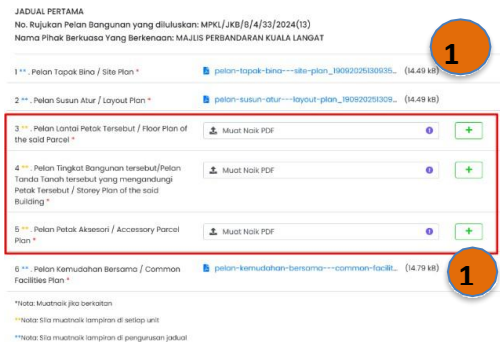 JADUAL PERTAMA
No. Rujukan Pelan Bangunan yang diluluskan: MPKL/JKB/8/4/33/2024(13)
Nama Pihak Berkuasa Yang Berkenaan: MAJLIS PERBANDARAN KUALA LANGAT
1
1 ** . Pelan Tapak Bina / Site Plan * pelan-tapak-bina---site-plan_19092025130935... (14.49 kB)
2 ** . Pelan Susun Atur / Layout Plan * pelan-susun-atur---layout-plan_190920251309... (14.49 kB)
3 ** . Pelan Lantai Petak Tersebut / Floor Plan of Muat Naik PDF +
the said Parcel *
4 ** . Pelan Tingkat Bangunan tersebut/Pelan Muat Naik PDF +
Tanda Tanah tersebut yang mengandungi
Petak Tersebut / Storey Plan of the said
Building *
5 ** . Pelan Petak Aksesori / Accessory Parcel Muat Naik PDF +
Plan *
6 ** . Pelan Kemudahan Bersama / Common pelan-kemudahan-bersama---common-facilit... (14.79 kB)
Facilities Plan *
1
*Nota: Muatnaik jika berkaitan
**Nota: Sila muatnaik lampiran di setiap unit
**Nota: Sila muatnaik lampiran di pengurusan jadual